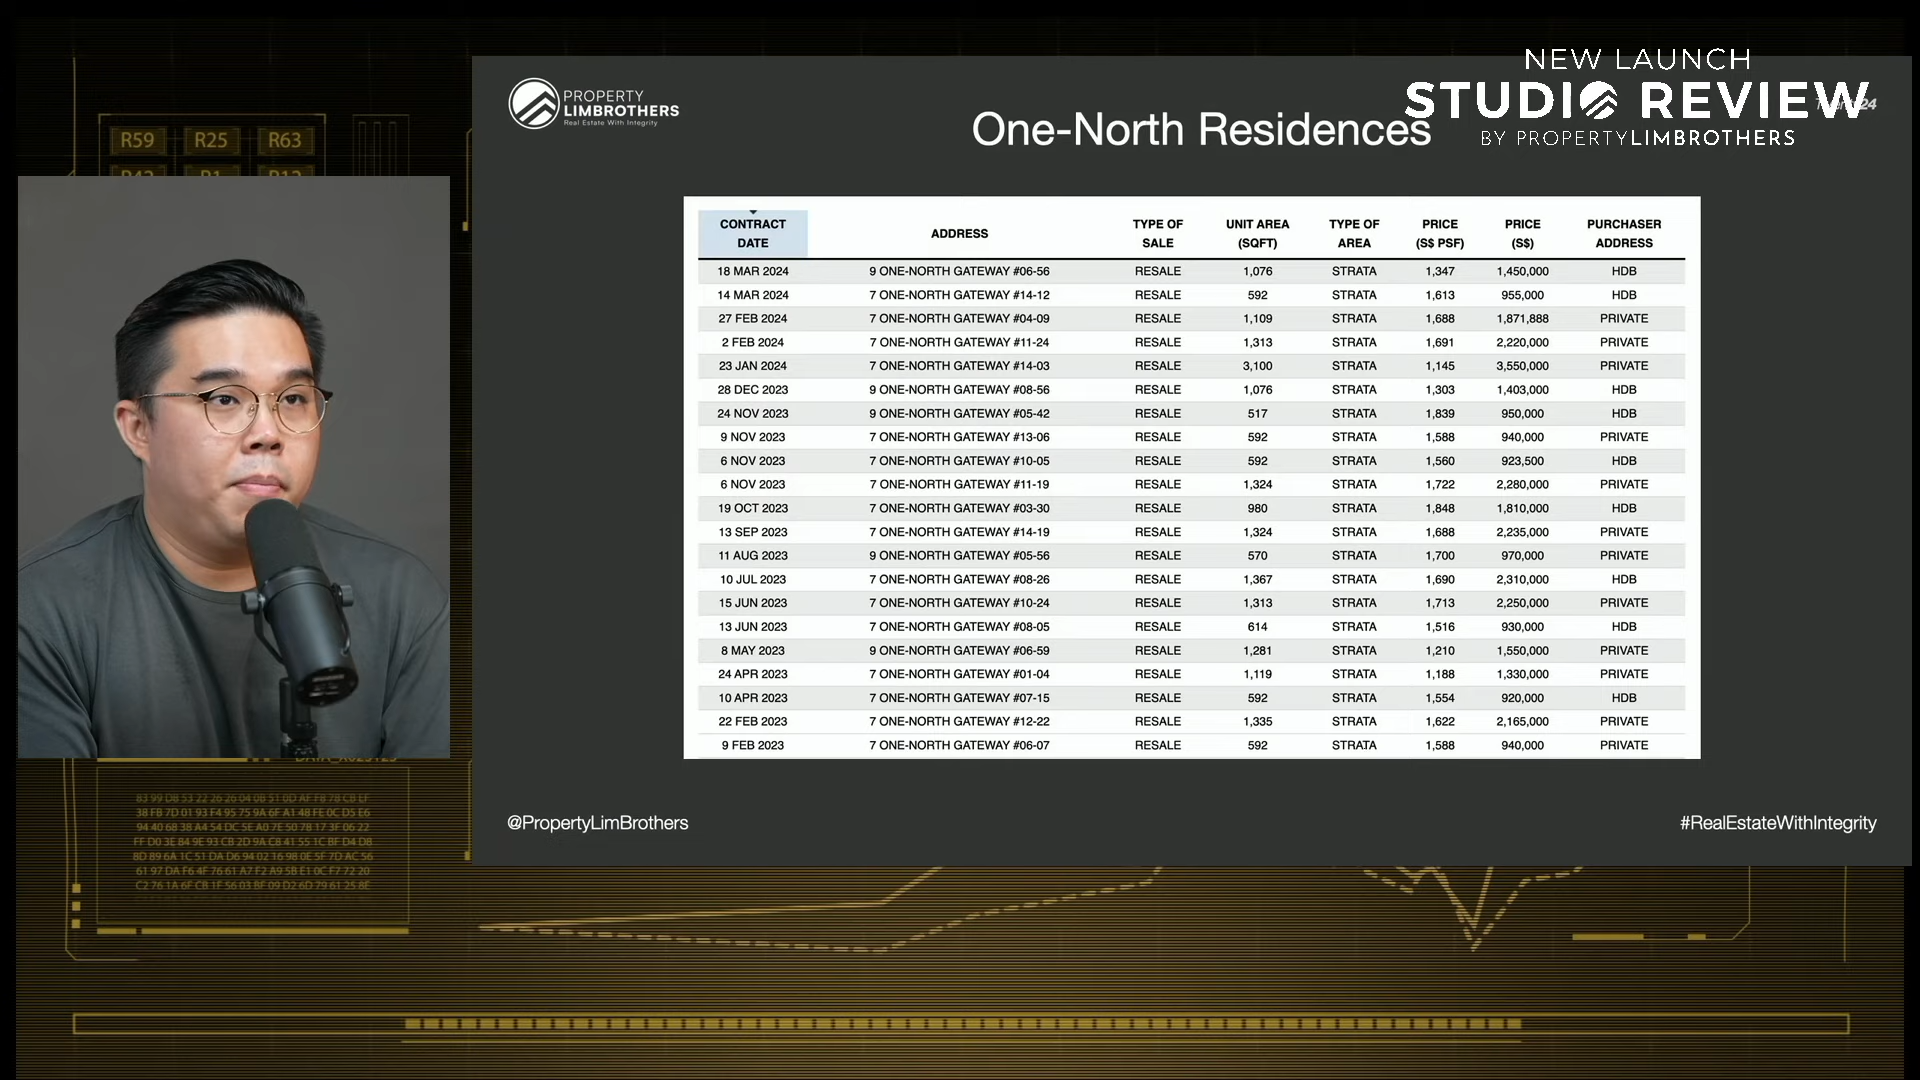 NEW LAUNCH
STUDIO REVIEW
BY PROPERTYLIMBROTHERS
PROPERTY
LIMBROTHERS
Real Estate With Integrity
One-North Residences
R59 R25 R63
CONTRACT DATE ADDRESS TYPE OF SALE UNIT AREA (SQFT) TYPE OF AREA PRICE (S$ PSF) PRICE (S$) PURCHASER ADDRESS
18 MAR 2024 9 ONE-NORTH GATEWAY #06-56 RESALE 1,076 STRATA 1,347 1,450,000 HDB
14 MAR 2024 7 ONE-NORTH GATEWAY #14-12 RESALE 592 STRATA 1,613 955,000 HDB
27 FEB 2024 7 ONE-NORTH GATEWAY #04-09 RESALE 1,109 STRATA 1,688 1,871,888 PRIVATE
2 FEB 2024 7 ONE-NORTH GATEWAY #11-24 RESALE 1,313 STRATA 1,691 2,220,000 PRIVATE
23 JAN 2024 7 ONE-NORTH GATEWAY #14-03 RESALE 3,100 STRATA 1,145 3,550,000 PRIVATE
28 DEC 2023 9 ONE-NORTH GATEWAY #08-56 RESALE 1,076 STRATA 1,303 1,403,000 HDB
24 NOV 2023 9 ONE-NORTH GATEWAY #05-42 RESALE 517 STRATA 1,839 950,000 HDB
9 NOV 2023 7 ONE-NORTH GATEWAY #13-06 RESALE 592 STRATA 1,588 940,000 PRIVATE
6 NOV 2023 7 ONE-NORTH GATEWAY #10-05 RESALE 592 STRATA 1,560 923,500 HDB
6 NOV 2023 7 ONE-NORTH GATEWAY #11-19 RESALE 1,324 STRATA 1,722 2,280,000 PRIVATE
19 OCT 2023 7 ONE-NORTH GATEWAY #03-30 RESALE 980 STRATA 1,848 1,810,000 HDB
13 SEP 2023 7 ONE-NORTH GATEWAY #14-19 RESALE 1,324 STRATA 1,688 2,235,000 PRIVATE
11 AUG 2023 9 ONE-NORTH GATEWAY #05-56 RESALE 570 STRATA 1,700 970,000 PRIVATE
10 JUL 2023 7 ONE-NORTH GATEWAY #08-26 RESALE 1,367 STRATA 1,690 2,310,000 HDB
15 JUN 2023 7 ONE-NORTH GATEWAY #10-24 RESALE 1,313 STRATA 1,713 2,250,000 PRIVATE
13 JUN 2023 7 ONE-NORTH GATEWAY #08-05 RESALE 614 STRATA 1,516 930,000 HDB
8 MAY 2023 9 ONE-NORTH GATEWAY #06-59 RESALE 1,281 STRATA 1,210 1,550,000 PRIVATE
24 APR 2023 7 ONE-NORTH GATEWAY #01-04 RESALE 1,119 STRATA 1,188 1,330,000 PRIVATE
10 APR 2023 7 ONE-NORTH GATEWAY #07-15 RESALE 592 STRATA 1,554 920,000 HDB
22 FEB 2023 7 ONE-NORTH GATEWAY #12-22 RESALE 1,335 STRATA 1,622 2,165,000 PRIVATE
9 FEB 2023 7 ONE-NORTH GATEWAY #06-07 RESALE 592 STRATA 1,588 940,000 PRIVATE
@PropertyLimBrothers
#RealEstateWithIntegrity